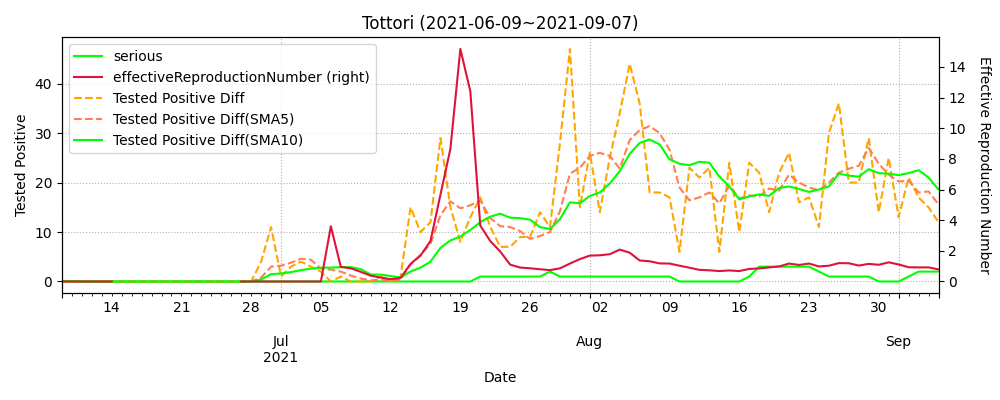 Tottori (2021-06-09~2021-09-07)
serious
effectiveReproductionNumber (right)
Tested Positive Diff
Tested Positive Diff(SMA5)
Tested Positive Diff(SMA10)
Tested Positive
40
30
20
10
0
14
12
10
8
6
4
2
0
Effective Reproduction Number
14 21 28 05 12 19 26 02 09 16 23 30
Jul Aug Sep
2021
Date